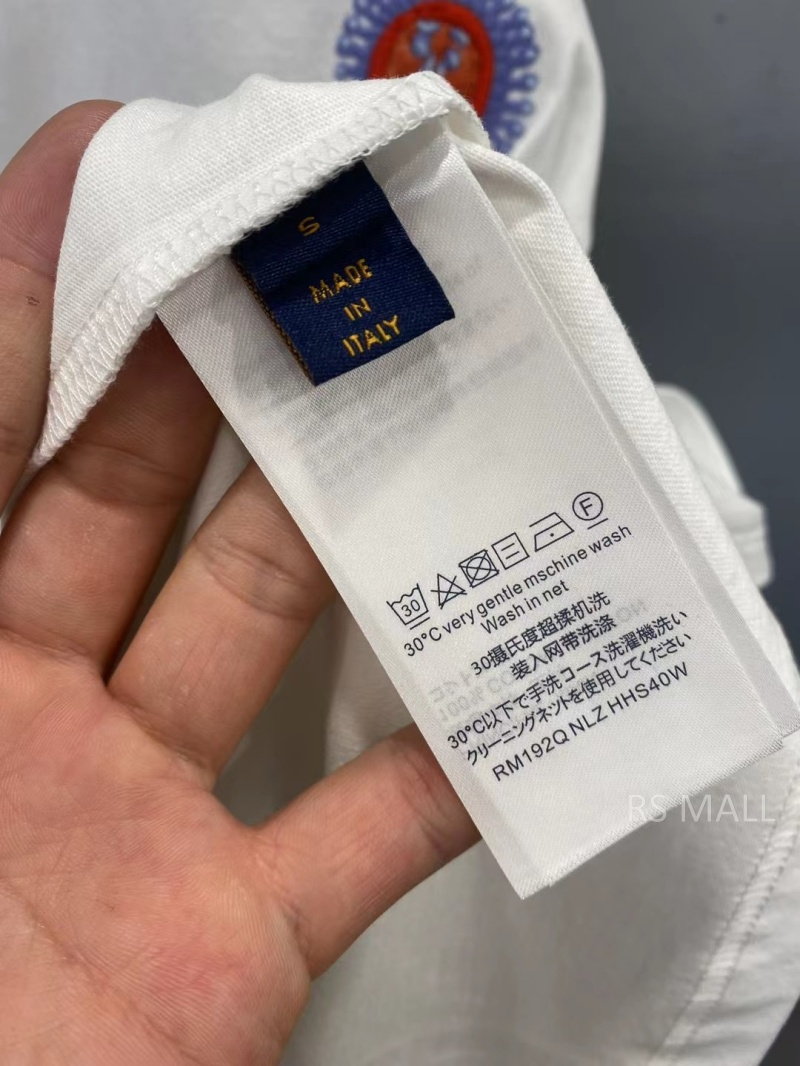 S
MADE
IN
ITALY
30
F
30°C very gentle mschine wash
Wash in net
30摄氏度超揉机洗
装入网带洗涤
30°C以下で手洗コース洗濯機洗い
クリーニングネットを使用してください
RM192Q NLZ HHS40W
RS MALL